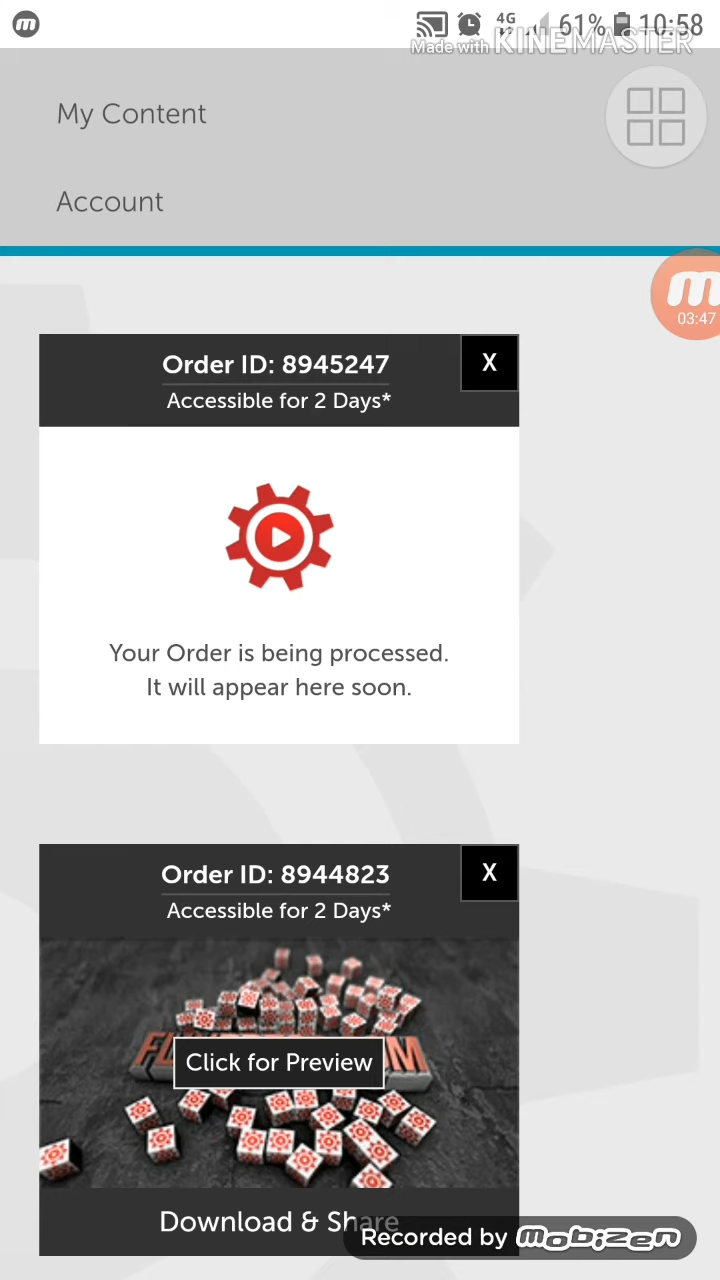 4G 61% 10:58
Made with KINEMASTER
My Content
Account
03:47
Order ID: 8945247
X
Accessible for 2 Days*
Your Order is being processed.
It will appear here soon.
Order ID: 8944823
X
Accessible for 2 Days*
Click for Preview
Download & Share
Recorded by mobizen